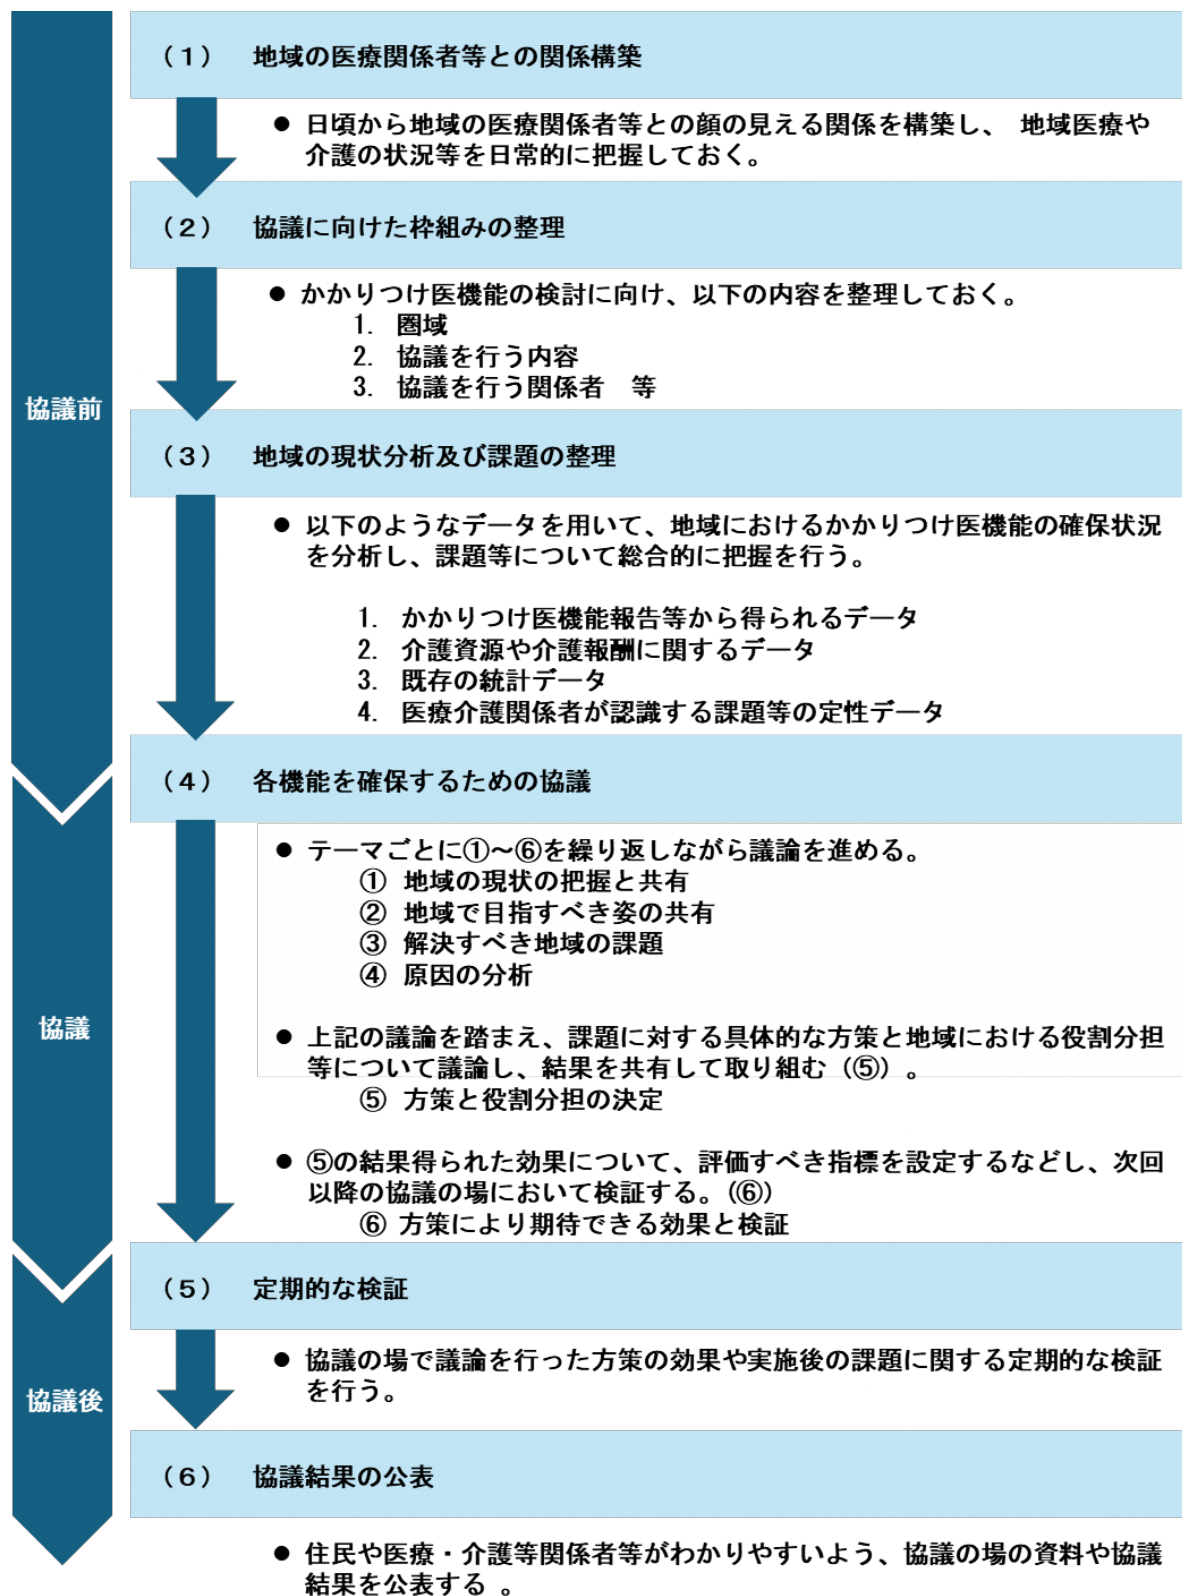 協議前
（１） 地域の医療関係者等との関係構築
● 日頃から地域の医療関係者等との顔の見える関係を構築し、 地域医療や
介護の状況等を日常的に把握しておく。
（２） 協議に向けた枠組みの整理
● かかりつけ医機能の検討に向け、以下の内容を整理しておく。
1. 圏域
2. 協議を行う内容
3. 協議を行う関係者 等
（３） 地域の現状分析及び課題の整理
● 以下のようなデータを用いて、地域におけるかかりつけ医機能の確保状況
を分析し、課題等について総合的に把握を行う。
1. かかりつけ医機能報告等から得られるデータ
2. 介護資源や介護報酬に関するデータ
3. 既存の統計データ
4. 医療介護関係者が認識する課題等の定性データ
協議
（４） 各機能を確保するための協議
● テーマごとに①～⑥を繰り返しながら議論を進める。
① 地域の現状の把握と共有
② 地域で目指すべき姿の共有
③ 解決すべき地域の課題
④ 原因の分析
● 上記の議論を踏まえ、課題に対する具体的な方策と地域における役割分担
等について議論し、結果を共有して取り組む（⑤）。
⑤ 方策と役割分担の決定
● ⑤の結果得られた効果について、評価すべき指標を設定するなどし、次回
以降の協議の場において検証する。（⑥）
⑥ 方策により期待できる効果と検証
協議後
（５） 定期的な検証
● 協議の場で議論を行った方策の効果や実施後の課題に関する定期的な検証
を行う。
（６） 協議結果の公表
● 住民や医療・介護等関係者等がわかりやすいよう、協議の場の資料や協議
結果を公表する 。